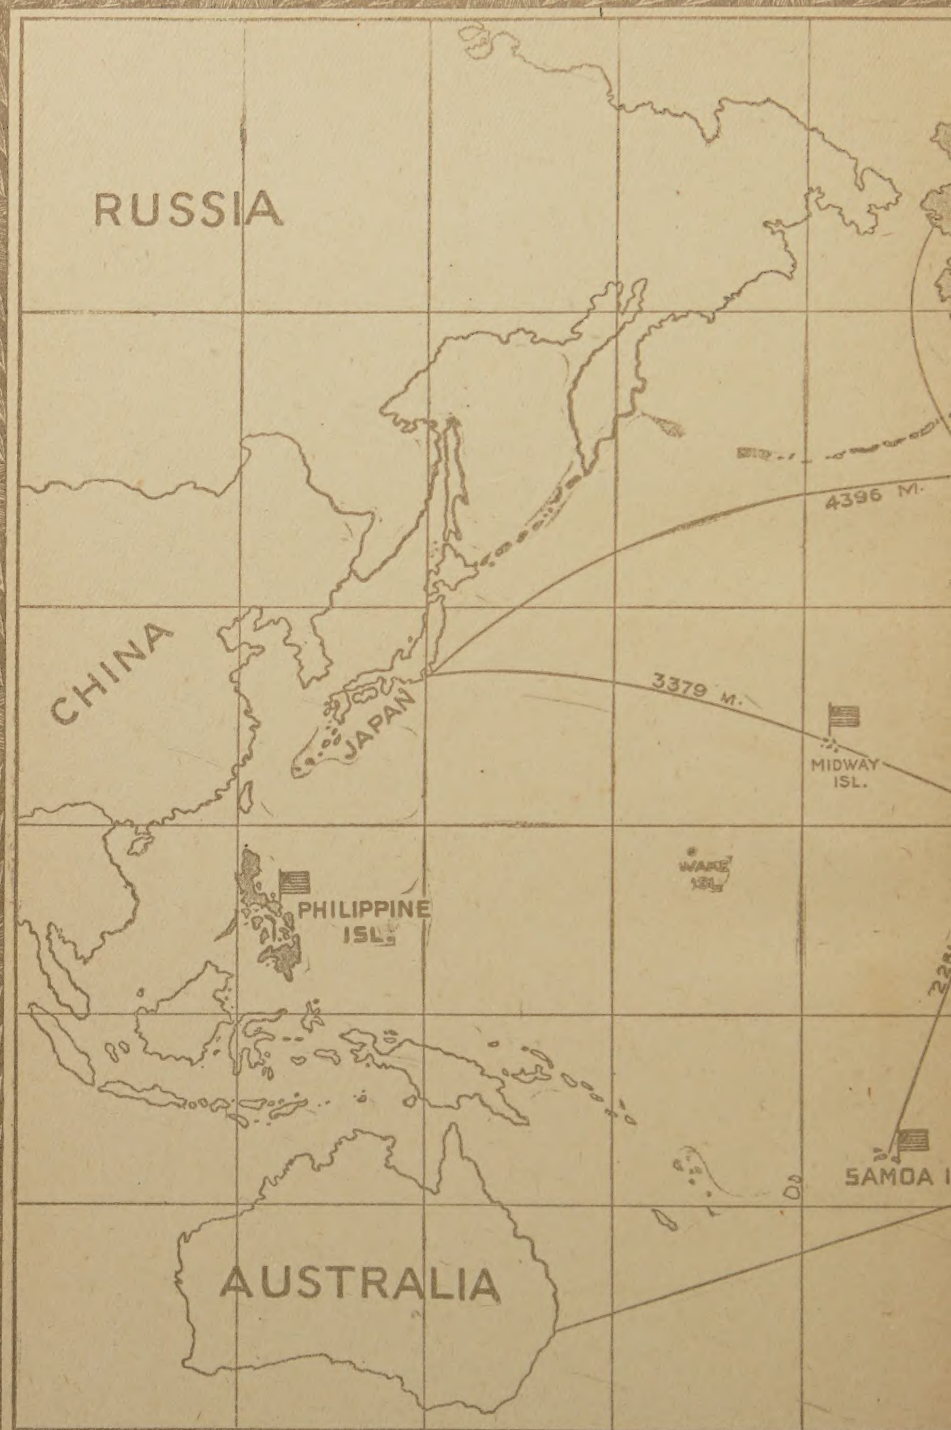 RUSSIA
4396 M.
CHINA
3379 M.
JAPAN
MIDWAY
ISL.
WAKE
ISL.
PHILIPPINE
ISL.
SAMOA I
AUSTRALIA